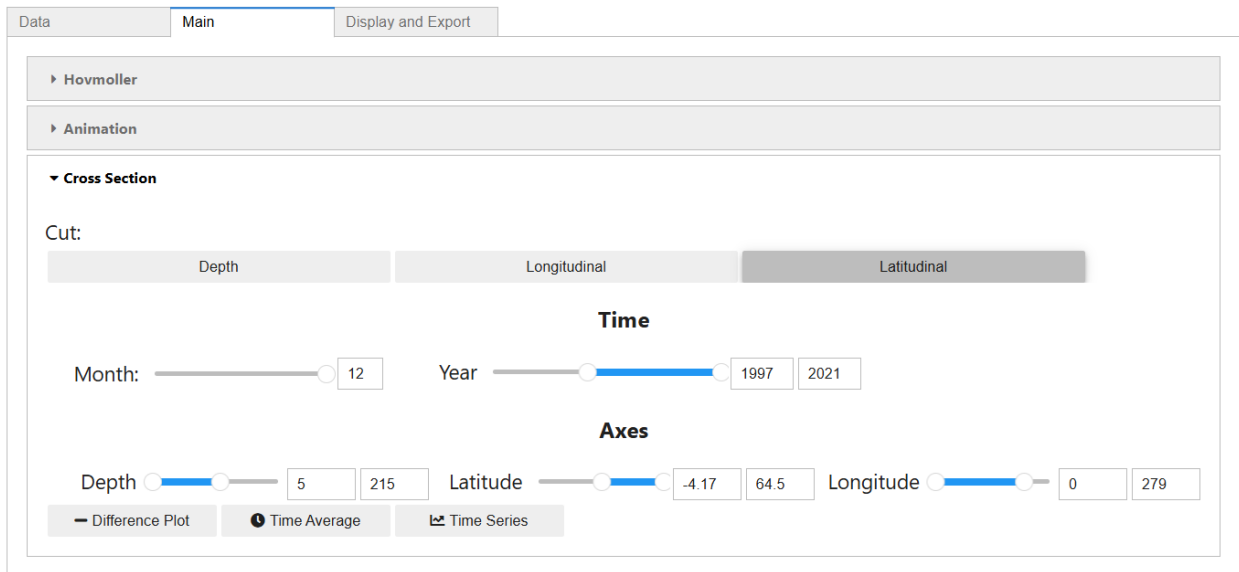 Data Main Display and Export
Hovmoller
Animation
Cross Section
Cut:
Depth Longitudinal Latitudinal
Time
Month: 12 Year 1997 2021
Axes
Depth 5 215 Latitude -4.17 64.5 Longitude 0 279
Difference Plot Time Average Time Series